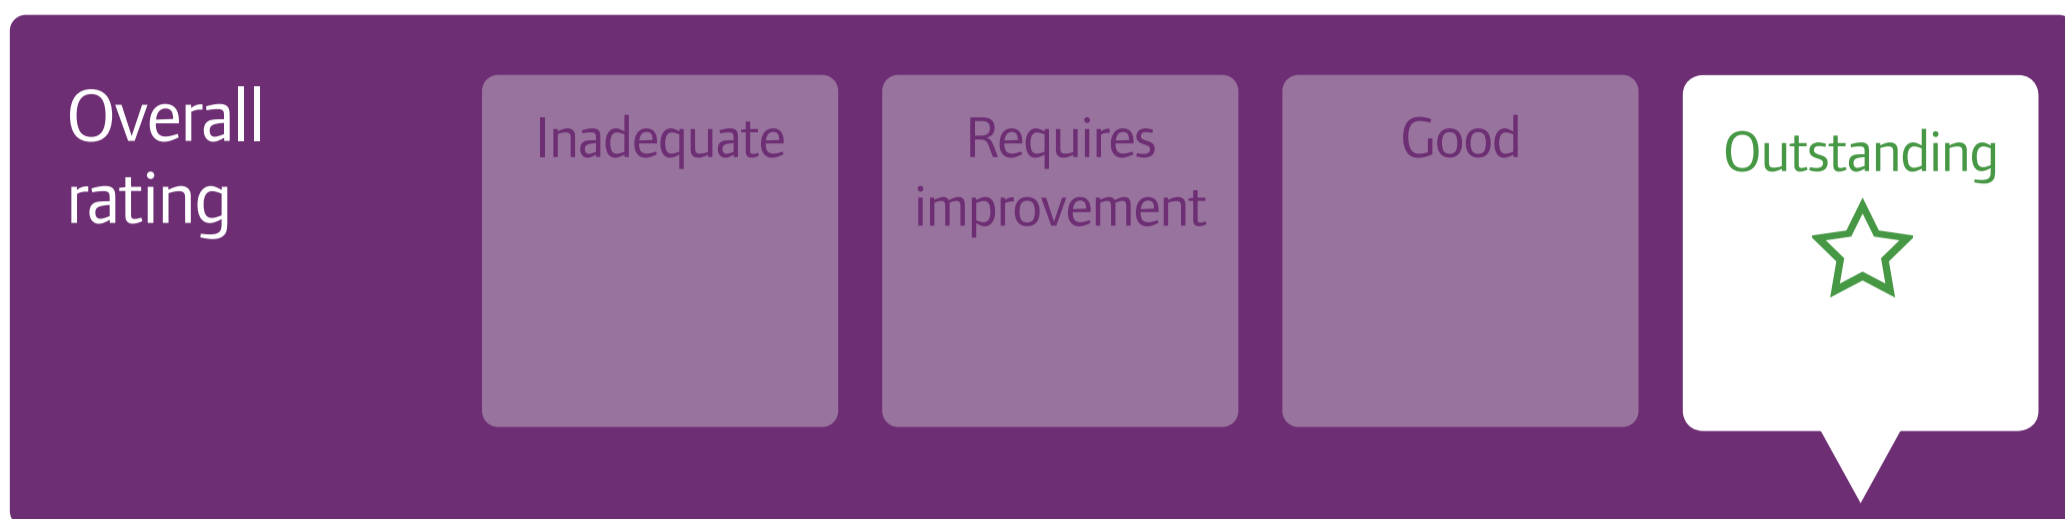 Overall
rating
Inadequate
Requires
improvement
Good
Outstanding